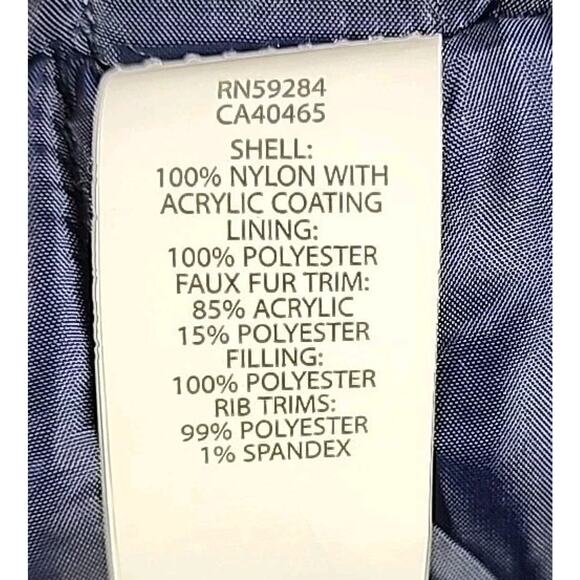 RN59284
CA40465
SHELL:
100% NYLON WITH
ACRYLIC COATING
LINING:
100% POLYESTER
FAUX FUR TRIM:
85% ACRYLIC
15% POLYESTER
FILLING:
100% POLYESTER
RIB TRIMS:
99% POLYESTER
1% SPANDEX